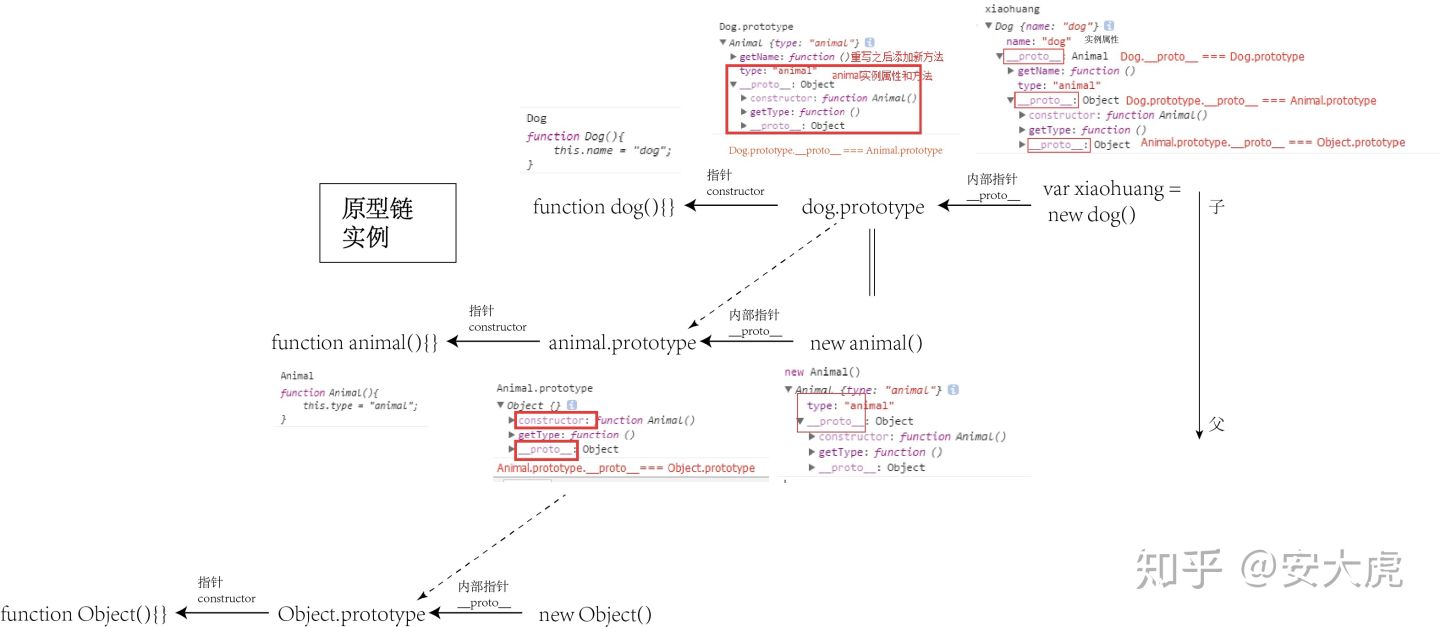 xiaohuang
▼Dog {name: "dog"} i
name: "dog" 实例属性
▼__proto__: Animal Dog.__proto__ === Dog.prototype
▶getName: function ()
type: "animal"
▼__proto__: Object Dog.prototype.__proto__ === Animal.prototype
▶constructor: function Animal()
▶getType: function ()
▶__proto__: Object Animal.prototype.__proto__ === Object.prototype
Dog.prototype
▼Animal {type: "animal"} i
▶getName: function ()重写之后添加新方法
type: "animal" animal实例属性和方法
▼__proto__: Object
▶constructor: function Animal()
▶getType: function ()
▶__proto__: Object
Dog.prototype.__proto__ === Animal.prototype
Dog
function Dog(){
this.name = "dog";
}
原型链
实例
function dog(){}
指针
constructor
dog.prototype
内部指针
__proto__
var xiaohuang =
new dog()
子
function animal(){}
指针
constructor
animal.prototype
内部指针
__proto__
new animal()
Animal
function Animal(){
this.type = "animal";
}
Animal.prototype
▼Object {} i
▶constructor: function Animal()
▶getType: function ()
▶__proto__: Object
Animal.prototype.__proto__=== Object.prototype
new Animal()
▼Animal {type: "animal"} i
type: "animal"
▼__proto__: Object
▶constructor: function Animal()
▶getType: function ()
▶__proto__: Object
父
function Object(){}
指针
constructor
Object.prototype
内部指针
__proto__
new Object()
知乎 @安大虎